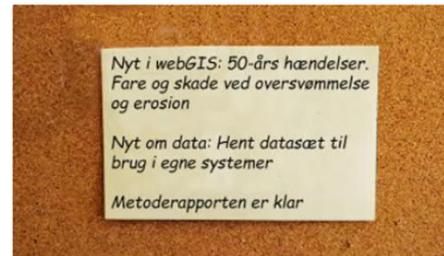 Nyt i webGIS: 50-års hændelser.
Fare og skade ved oversvømmelse
og erosion
Nyt om data: Hent datasæt til
brug i egne systemer
Metoderapporten er klar